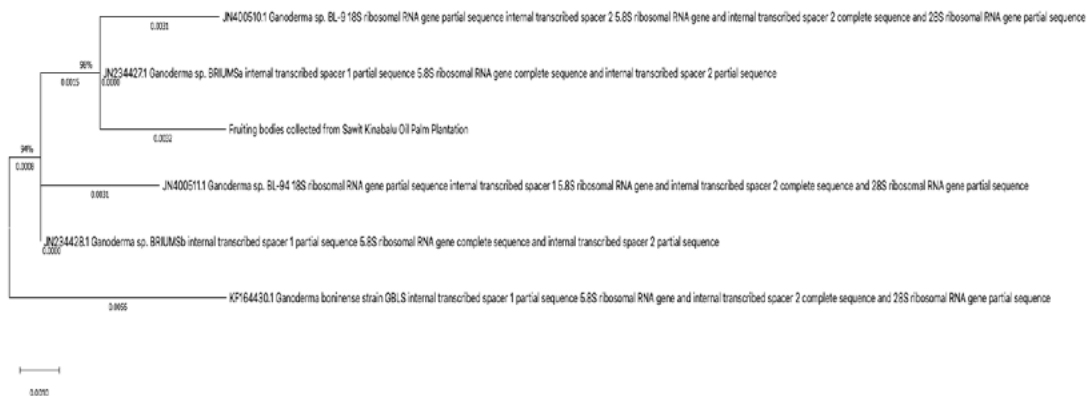 JN400510.1 Ganoderma sp. BL-9 18S ribosomal RNA gene partial sequence internal transcribed spacer 2 5.8S ribosomal RNA gene and internal transcribed spacer 2 complete sequence and 28S ribosomal RNA gene partial sequence
0.0031
98%
JN234427.1 Ganoderma sp. BRIUMSa internal transcribed spacer 1 partial sequence 5.8S ribosomal RNA gene complete sequence and internal transcribed spacer 2 partial sequence
0.0015
0.0000
Fruiting bodies collected from Sawit Kinabalu Oil Palm Plantation
0.0032
94%
0.0008
JN400511.1 Ganoderma sp. BL-94 18S ribosomal RNA gene partial sequence internal transcribed spacer 1 5.8S ribosomal RNA gene and internal transcribed spacer 2 complete sequence and 28S ribosomal RNA gene partial sequence
0.0031
JN234428.1 Ganoderma sp. BRIUMSb internal transcribed spacer 1 partial sequence 5.8S ribosomal RNA gene complete sequence and internal transcribed spacer 2 partial sequence
0.0000
KF164430.1 Ganoderma boninense strain GBLS internal transcribed spacer 1 partial sequence 5.8S ribosomal RNA gene and internal transcribed spacer 2 complete sequence and 28S ribosomal RNA gene partial sequence